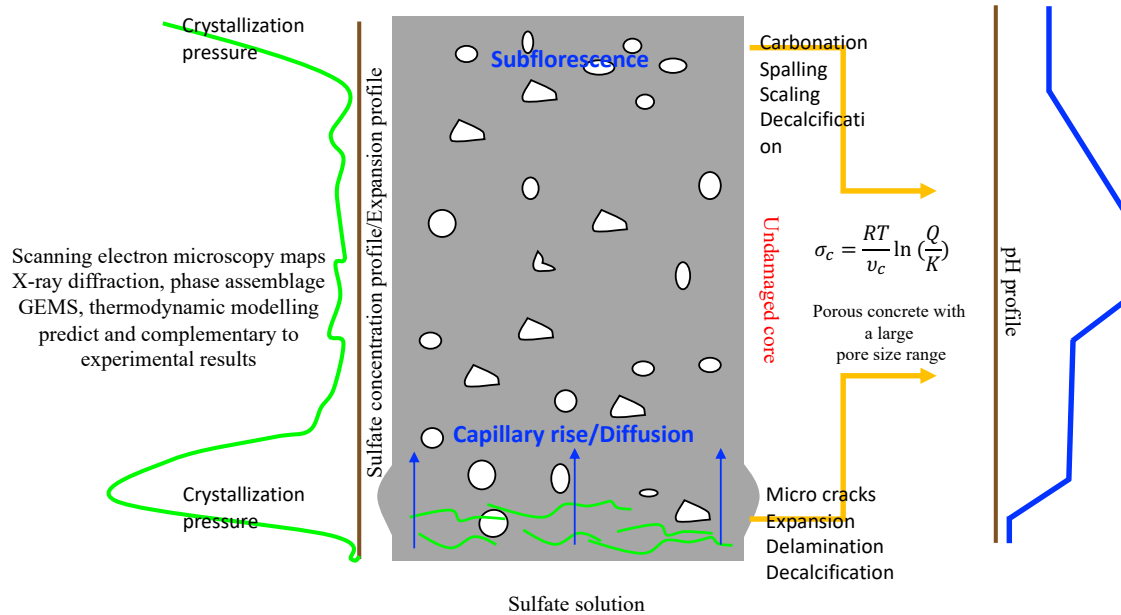 Crystallization
pressure
Sulfate concentration profile/Expansion profile
Subflorescence
Carbonation
Spalling
Scaling
Decalcificati
on
Scanning electron microscopy maps
X-ray diffraction, phase assemblage
GEMS, thermodynamic modelling
predict and complementary to
experimental results
Undamaged core
σ_c = RT/υ_c ln (Q/K)
Porous concrete with
a large
pore size range
pH profile
Capillary rise/Diffusion
Crystallization
pressure
Micro cracks
Expansion
Delamination
Decalcification
Sulfate solution